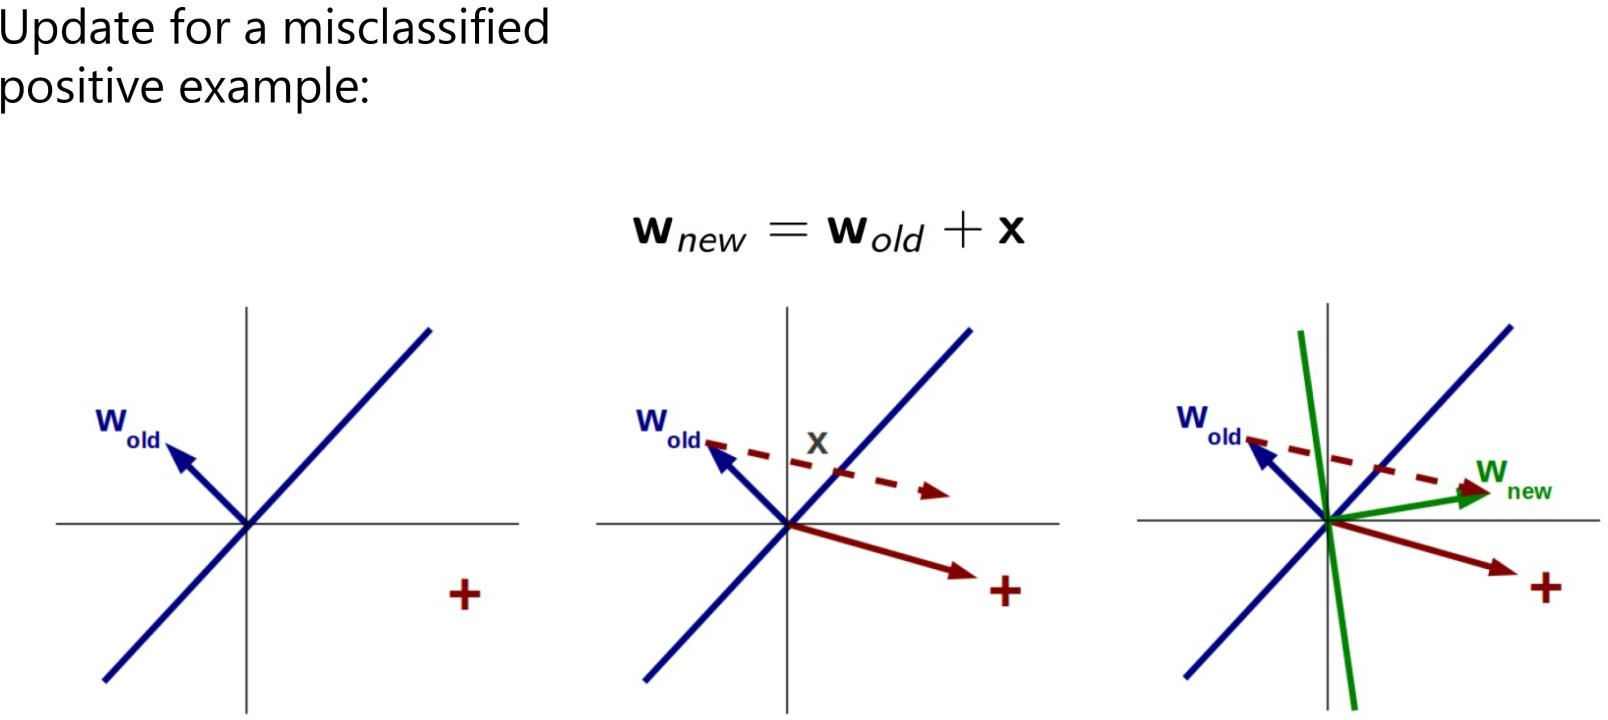 Update for a misclassified
positive example:
w_new = w_old + x
w_old
+
w_old
x
+
w_old
w_new
+